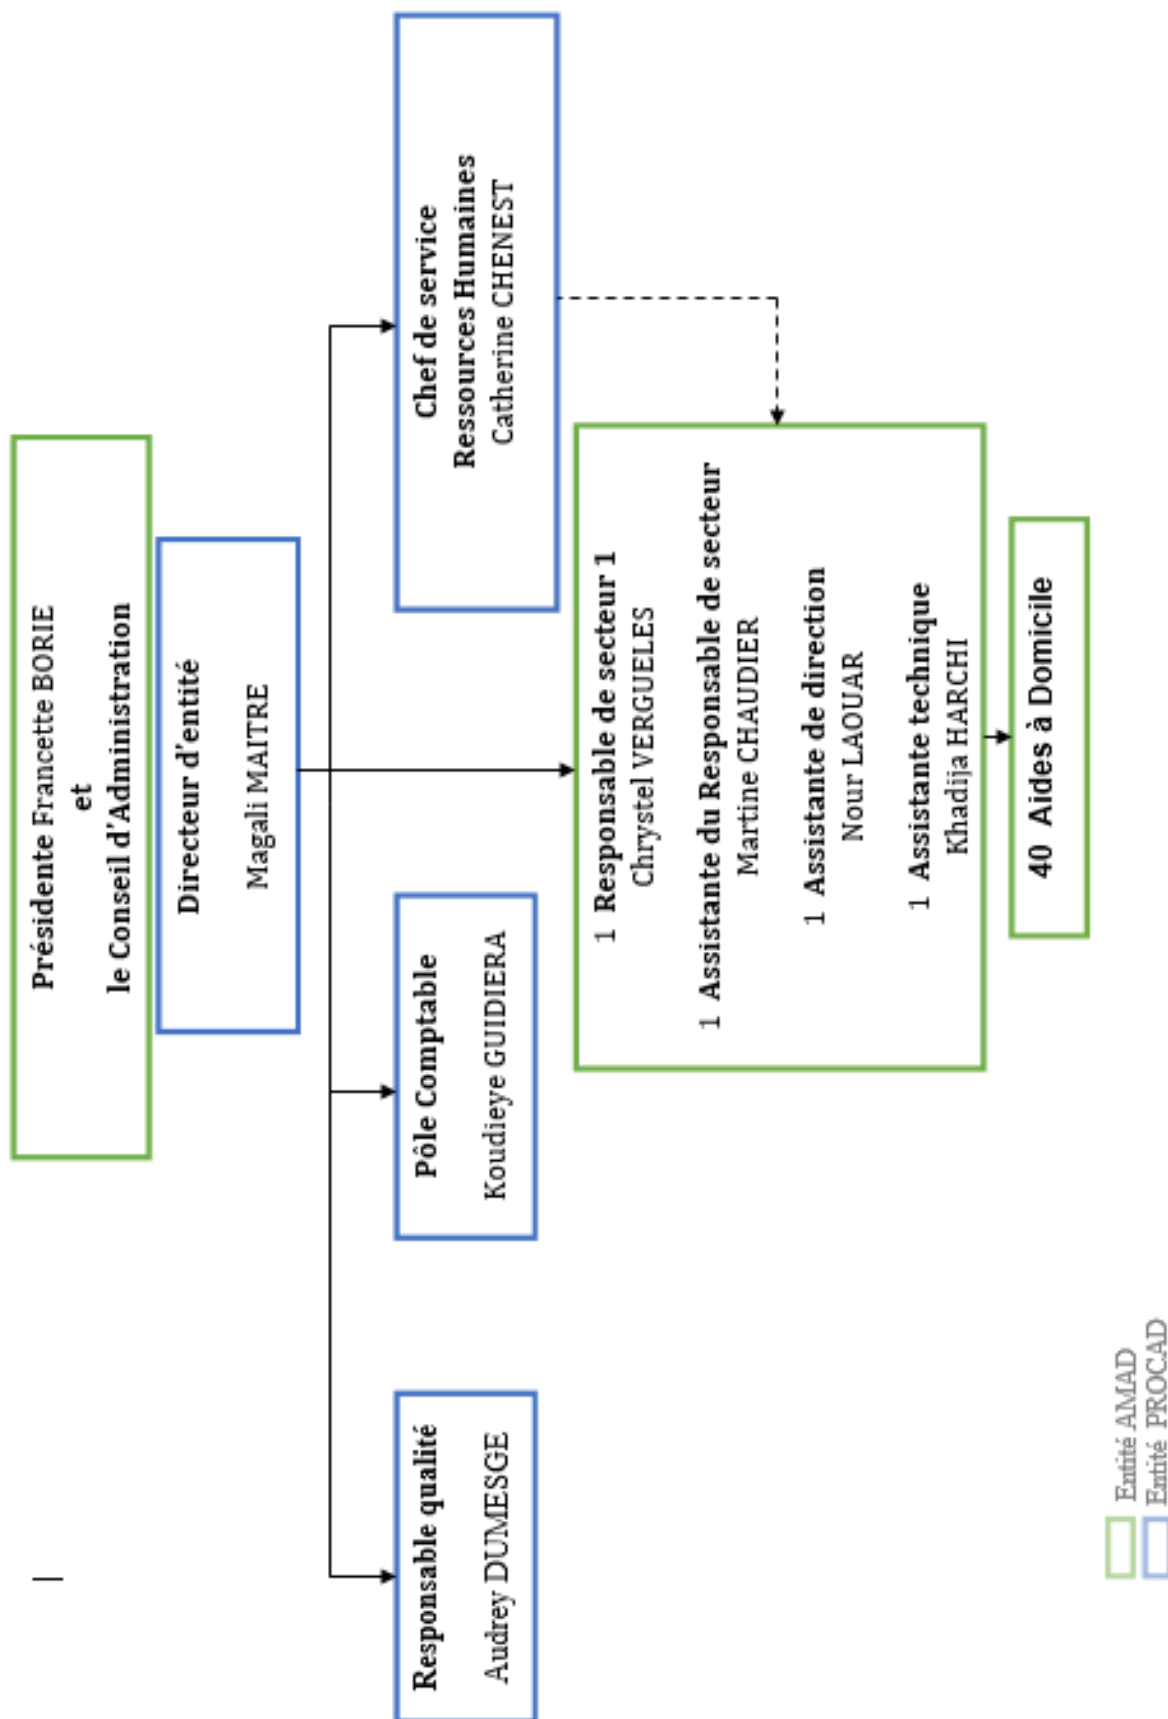 Présidente Francette BORIE
et
le Conseil d'Administration
Directeur d'entité
Magali MAITRE
Responsable qualité
Audrey DUMESGE
Pôle Comptable
Koudieye GUIDIERA
Chef de service
Ressources Humaines
Catherine CHENEST
1 Responsable de secteur 1
Chrystel VERGUELES
1 Assistante du Responsable de secteur
Martine CHAUDIER
1 Assistante de direction
Nour LAOUAR
1 Assistante technique
Khadija HARCHI
40 Aides à Domicile
Entité AMAD
Entité PROCAD